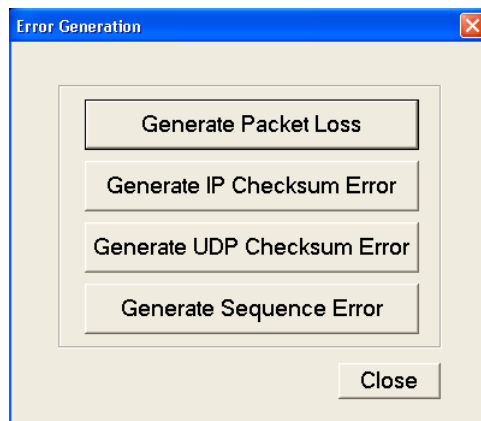 Error Generation
Generate Packet Loss
Generate IP Checksum Error
Generate UDP Checksum Error
Generate Sequence Error
Close